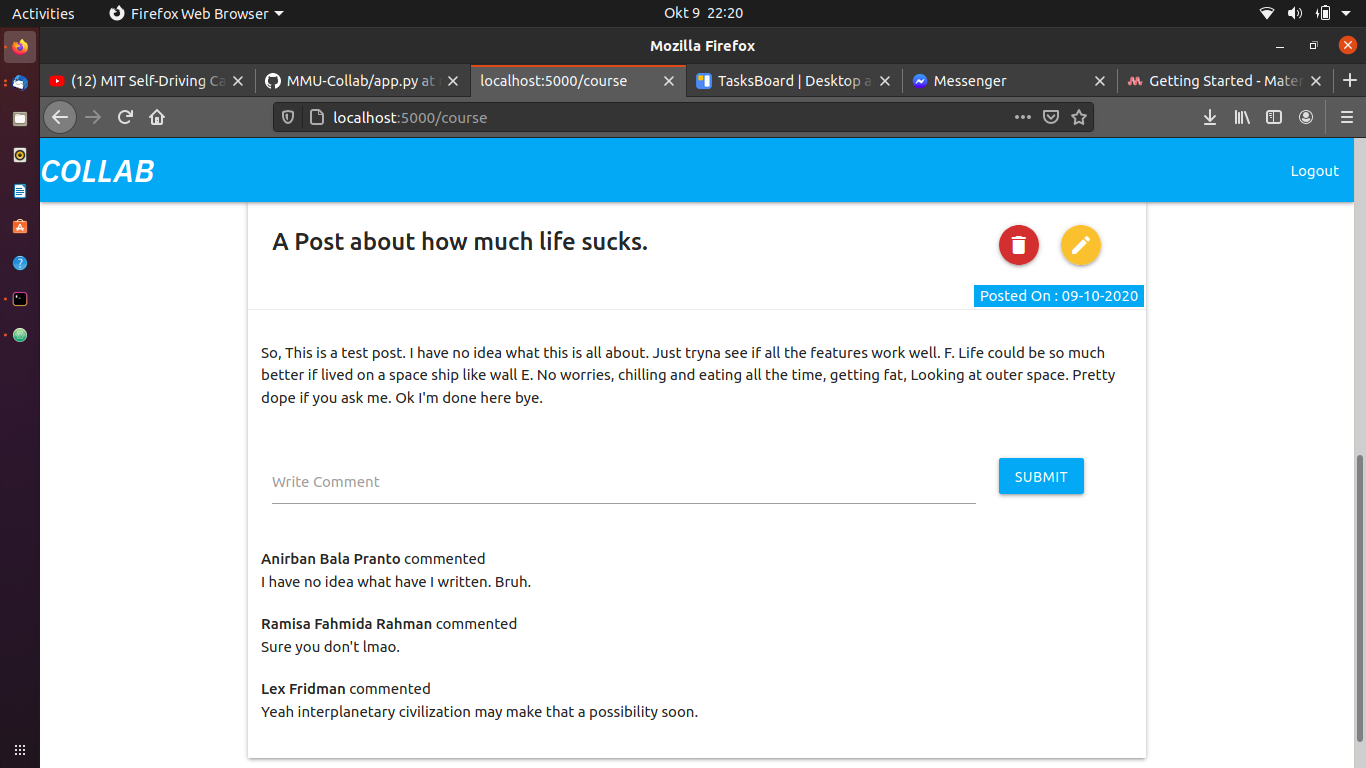 Activities
Firefox Web Browser
Okt 9 22:20
Mozilla Firefox
(12) MIT Self-Driving Ca
MMU-Collab/app.py at
localhost:5000/course
TasksBoard | Desktop a
Messenger
Getting Started - Mater
localhost:5000/course
COLLAB
Logout
A Post about how much life sucks.
Posted On : 09-10-2020
So, This is a test post. I have no idea what this is all about. Just tryna see if all the features work well. F. Life could be so much
better if lived on a space ship like wall E. No worries, chilling and eating all the time, getting fat, Looking at outer space. Pretty
dope if you ask me. Ok I'm done here bye.
Write Comment
SUBMIT
Anirban Bala Pranto commented
I have no idea what have I written. Bruh.
Ramisa Fahmida Rahman commented
Sure you don't lmao.
Lex Fridman commented
Yeah interplanetary civilization may make that a possibility soon.